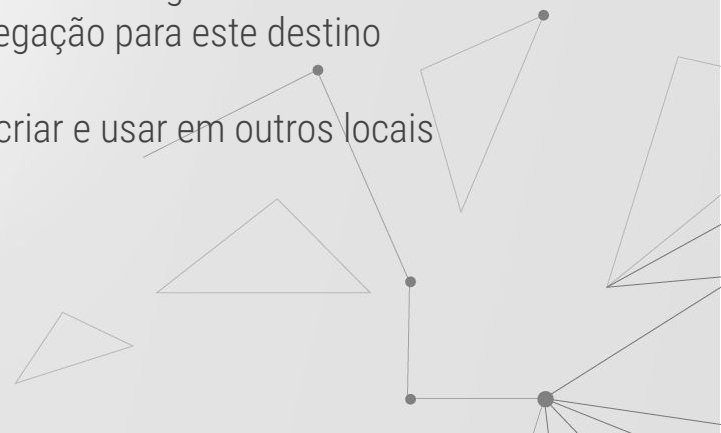 egação para este destino
criar e usar em outros locais